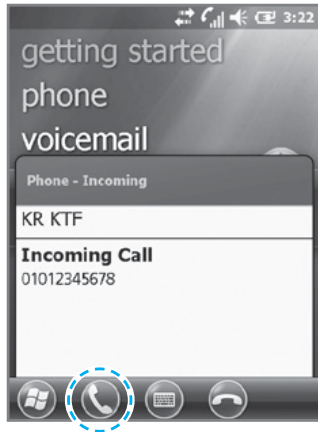 3:22
getting started
phone
voicemail
Phone - Incoming
KR KTF
Incoming Call
01012345678